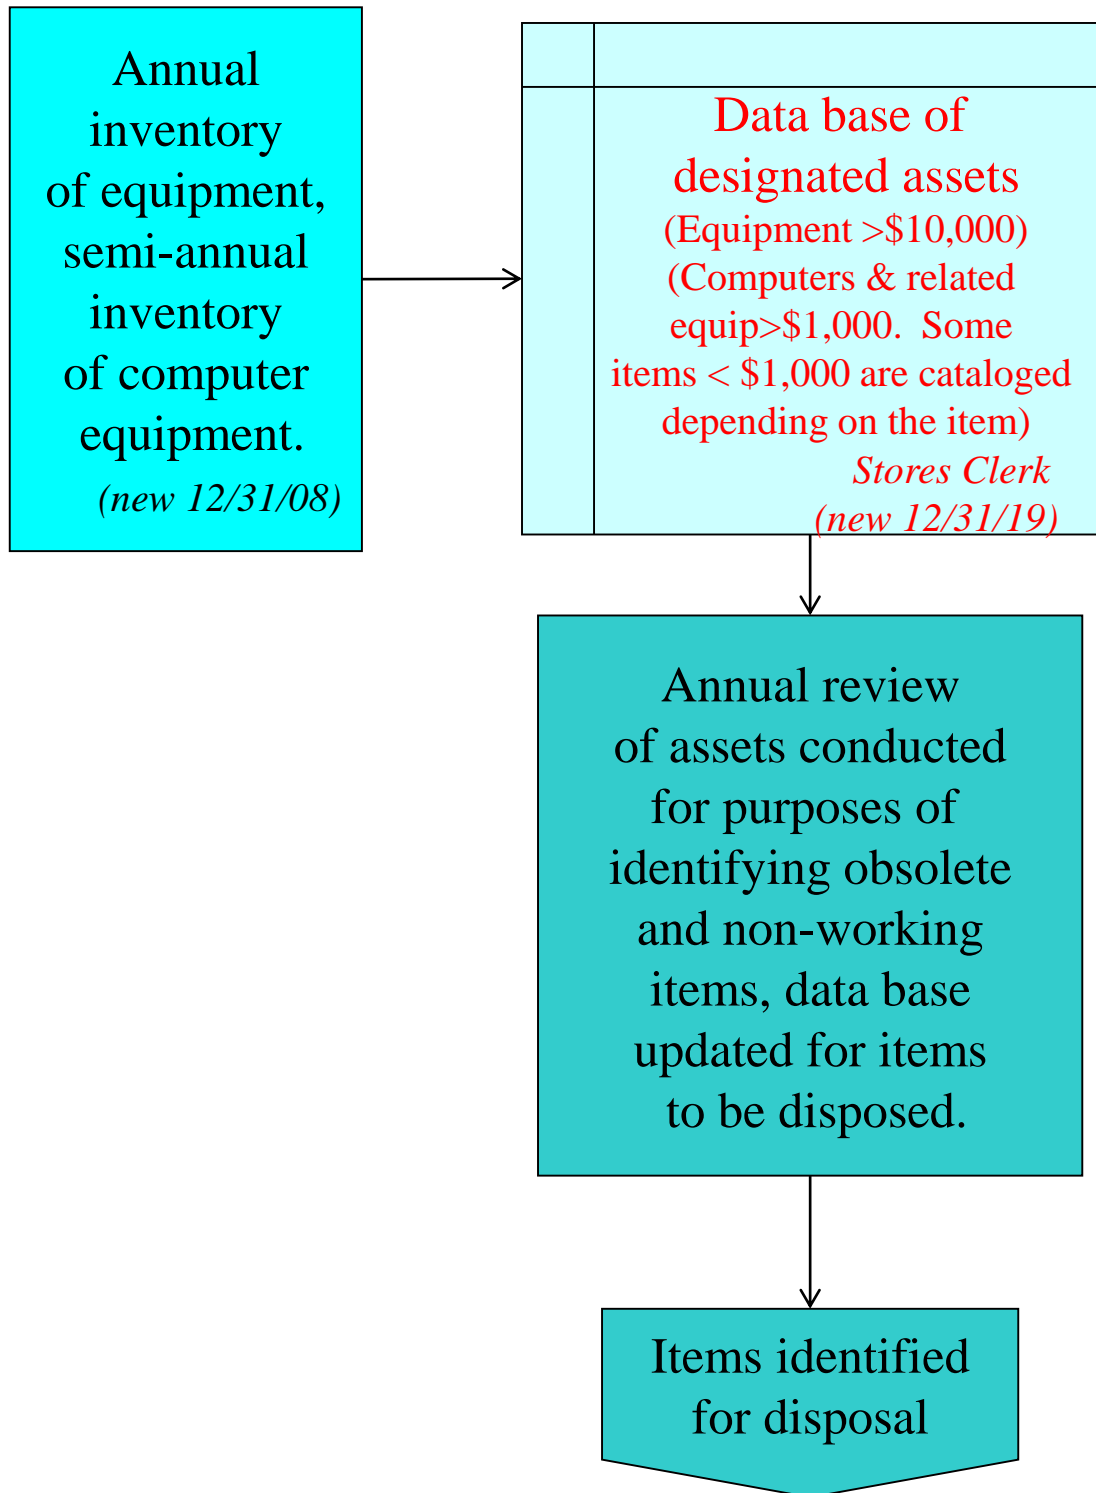 Annual
inventory
of equipment,
semi-annual
inventory
of computer
equipment.
(new 12/31/08)
Data base of
designated assets
(Equipment >$10,000)
(Computers & related
equip>$1,000.  Some
items < $1,000 are cataloged
depending on the item)
Stores Clerk
(new 12/31/19)
Annual review
of assets conducted
for purposes of
identifying obsolete
and non-working
items, data base
updated for items
to be disposed.
Items identified
for disposal